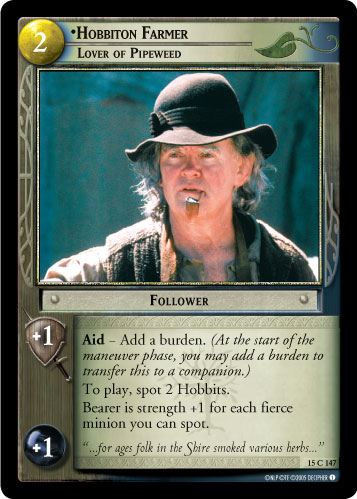 2
•Hobbiton Farmer
Lover of Pipeweed
Follower
+1
+1
Aid – Add a burden. (At the start of the
maneuver phase, you may add a burden to
transfer this to a companion.)
To play, spot 2 Hobbits.
Bearer is strength +1 for each fierce
minion you can spot.
"...for ages folk in the Shire smoked various herbs..."
15 C 147